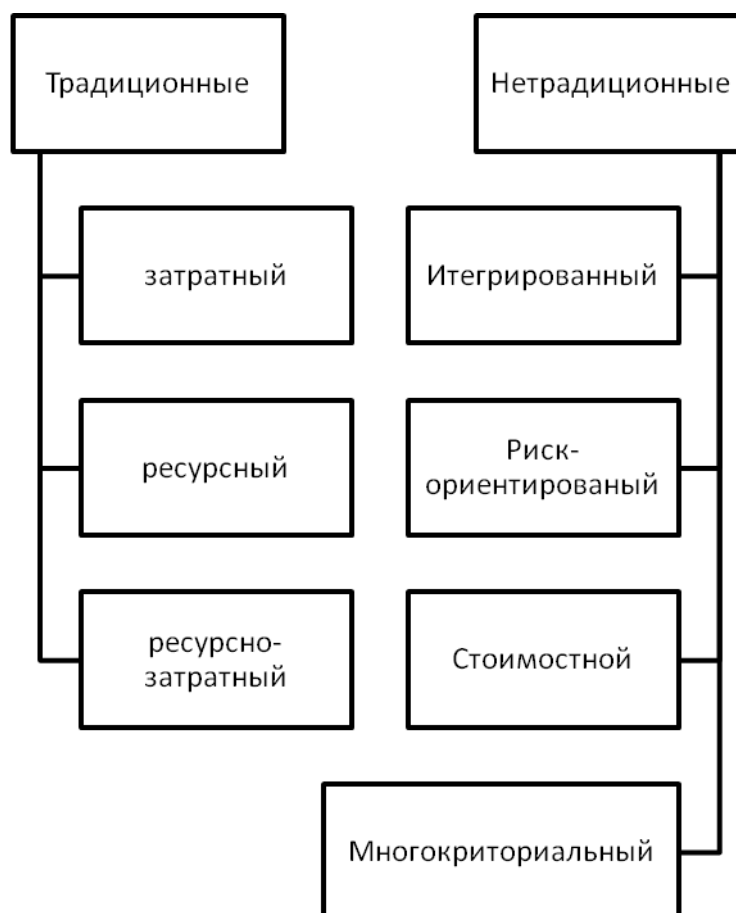 Традиционные
затратный
ресурсный
ресурсно-
затратный
Нетрадиционные
Итегрированный
Риск-
ориентированый
Стоимостной
Многокриториальный